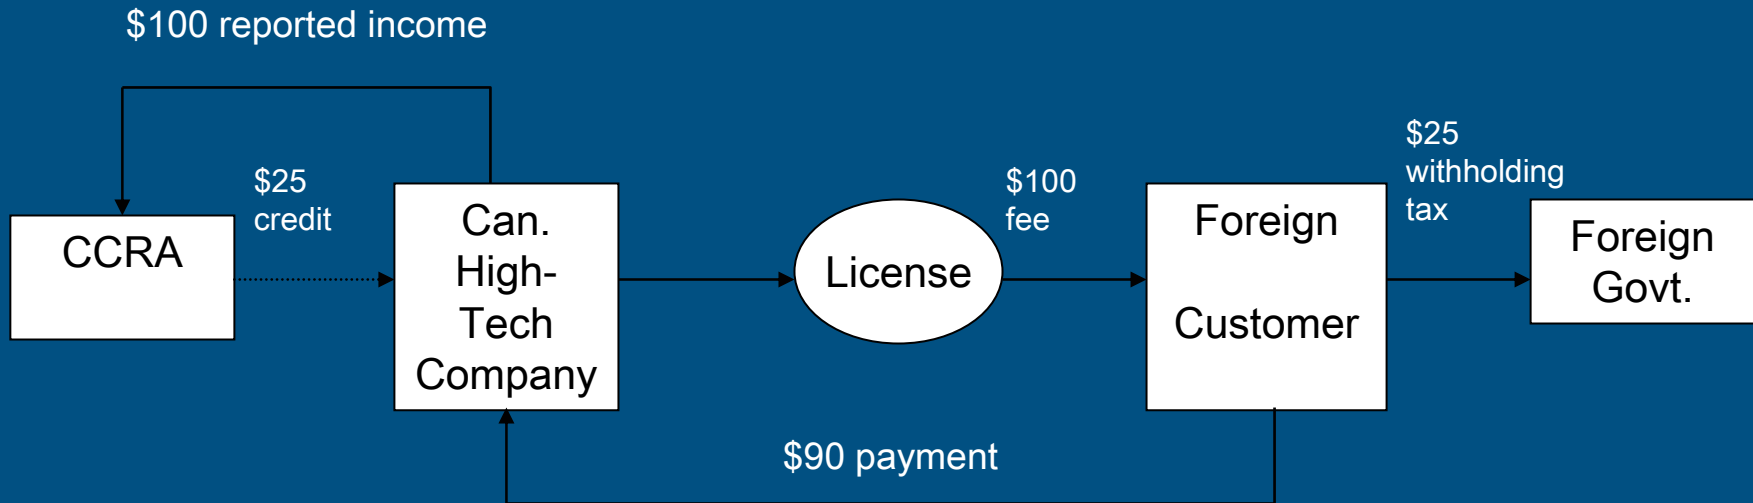 $100 reported income
CCRA
$25
credit
Can.
High-
Tech
Company
License
$100
fee
Foreign
Customer
$25
withholding
tax
Foreign
Govt.
$90 payment